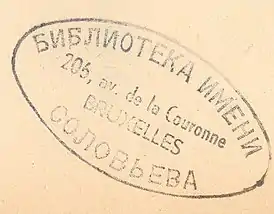 БИБЛИОТЕКА ИМЕНИ
206, av. de la Couronne
BRUXELLES
СОЛОВЬЕВА